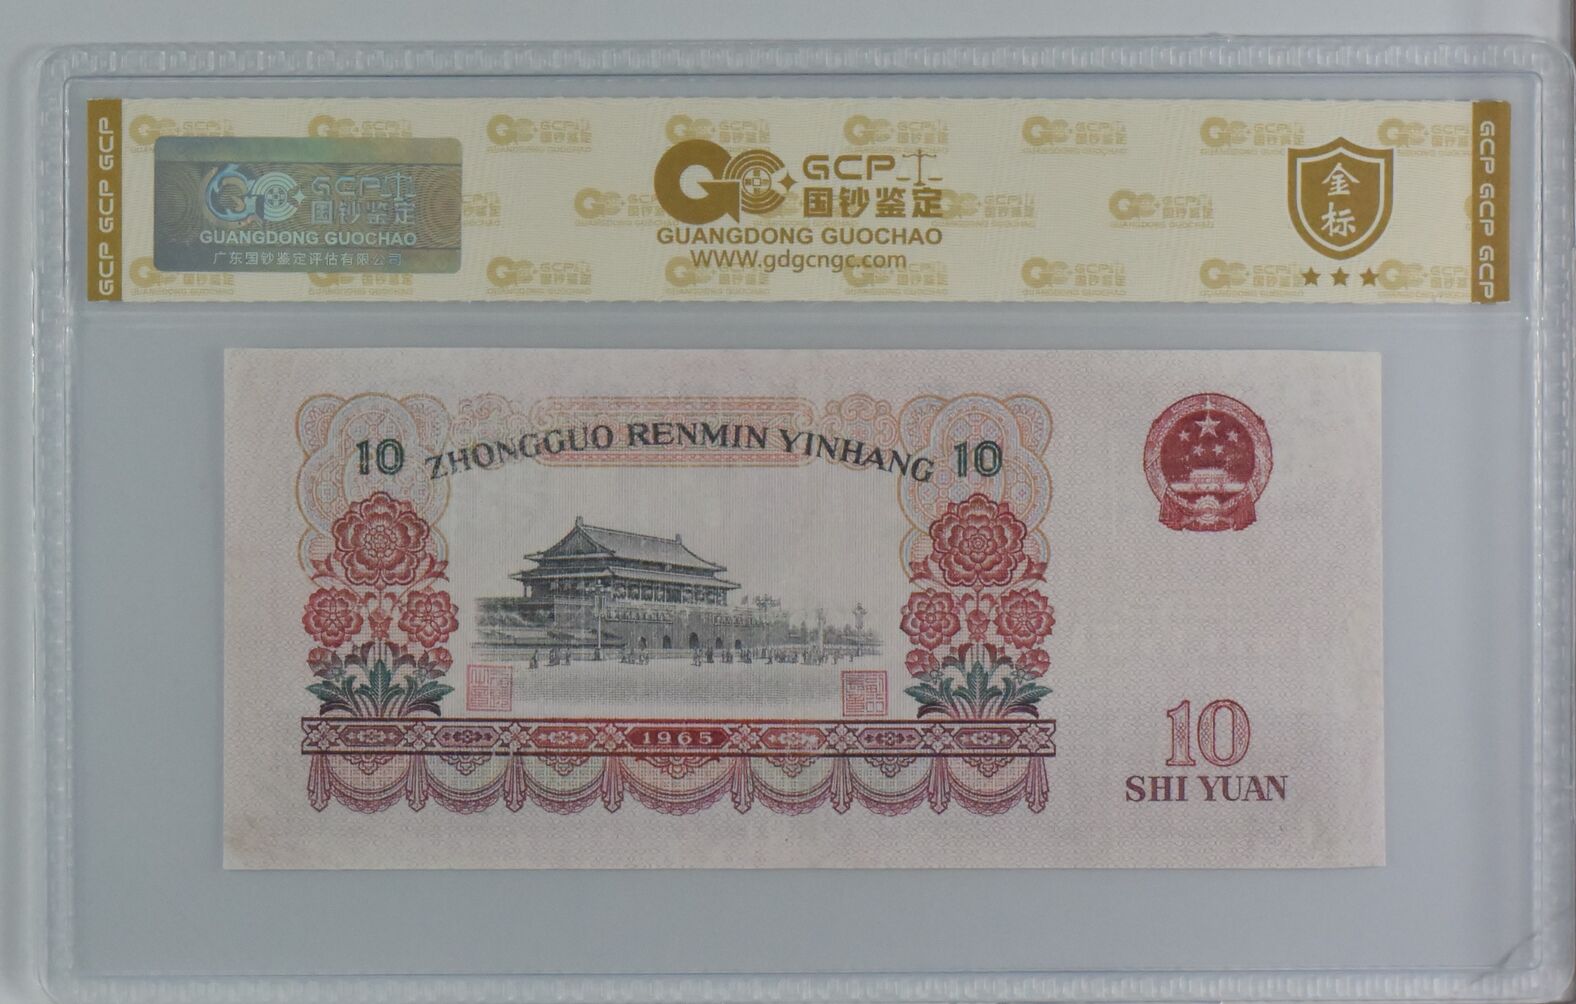 GCP GCP GCP
GCP
国钞鉴定
GUANGDONG GUOCHAO
广东国钞鉴定评估有限公司
GCP
国钞鉴定
GUANGDONG GUOCHAO
WWW.gdgcngc.com
金
标
GCP GCP GCP
10 ZHONGGUO RENMIN YINHANG 10
1965
10
SHI YUAN